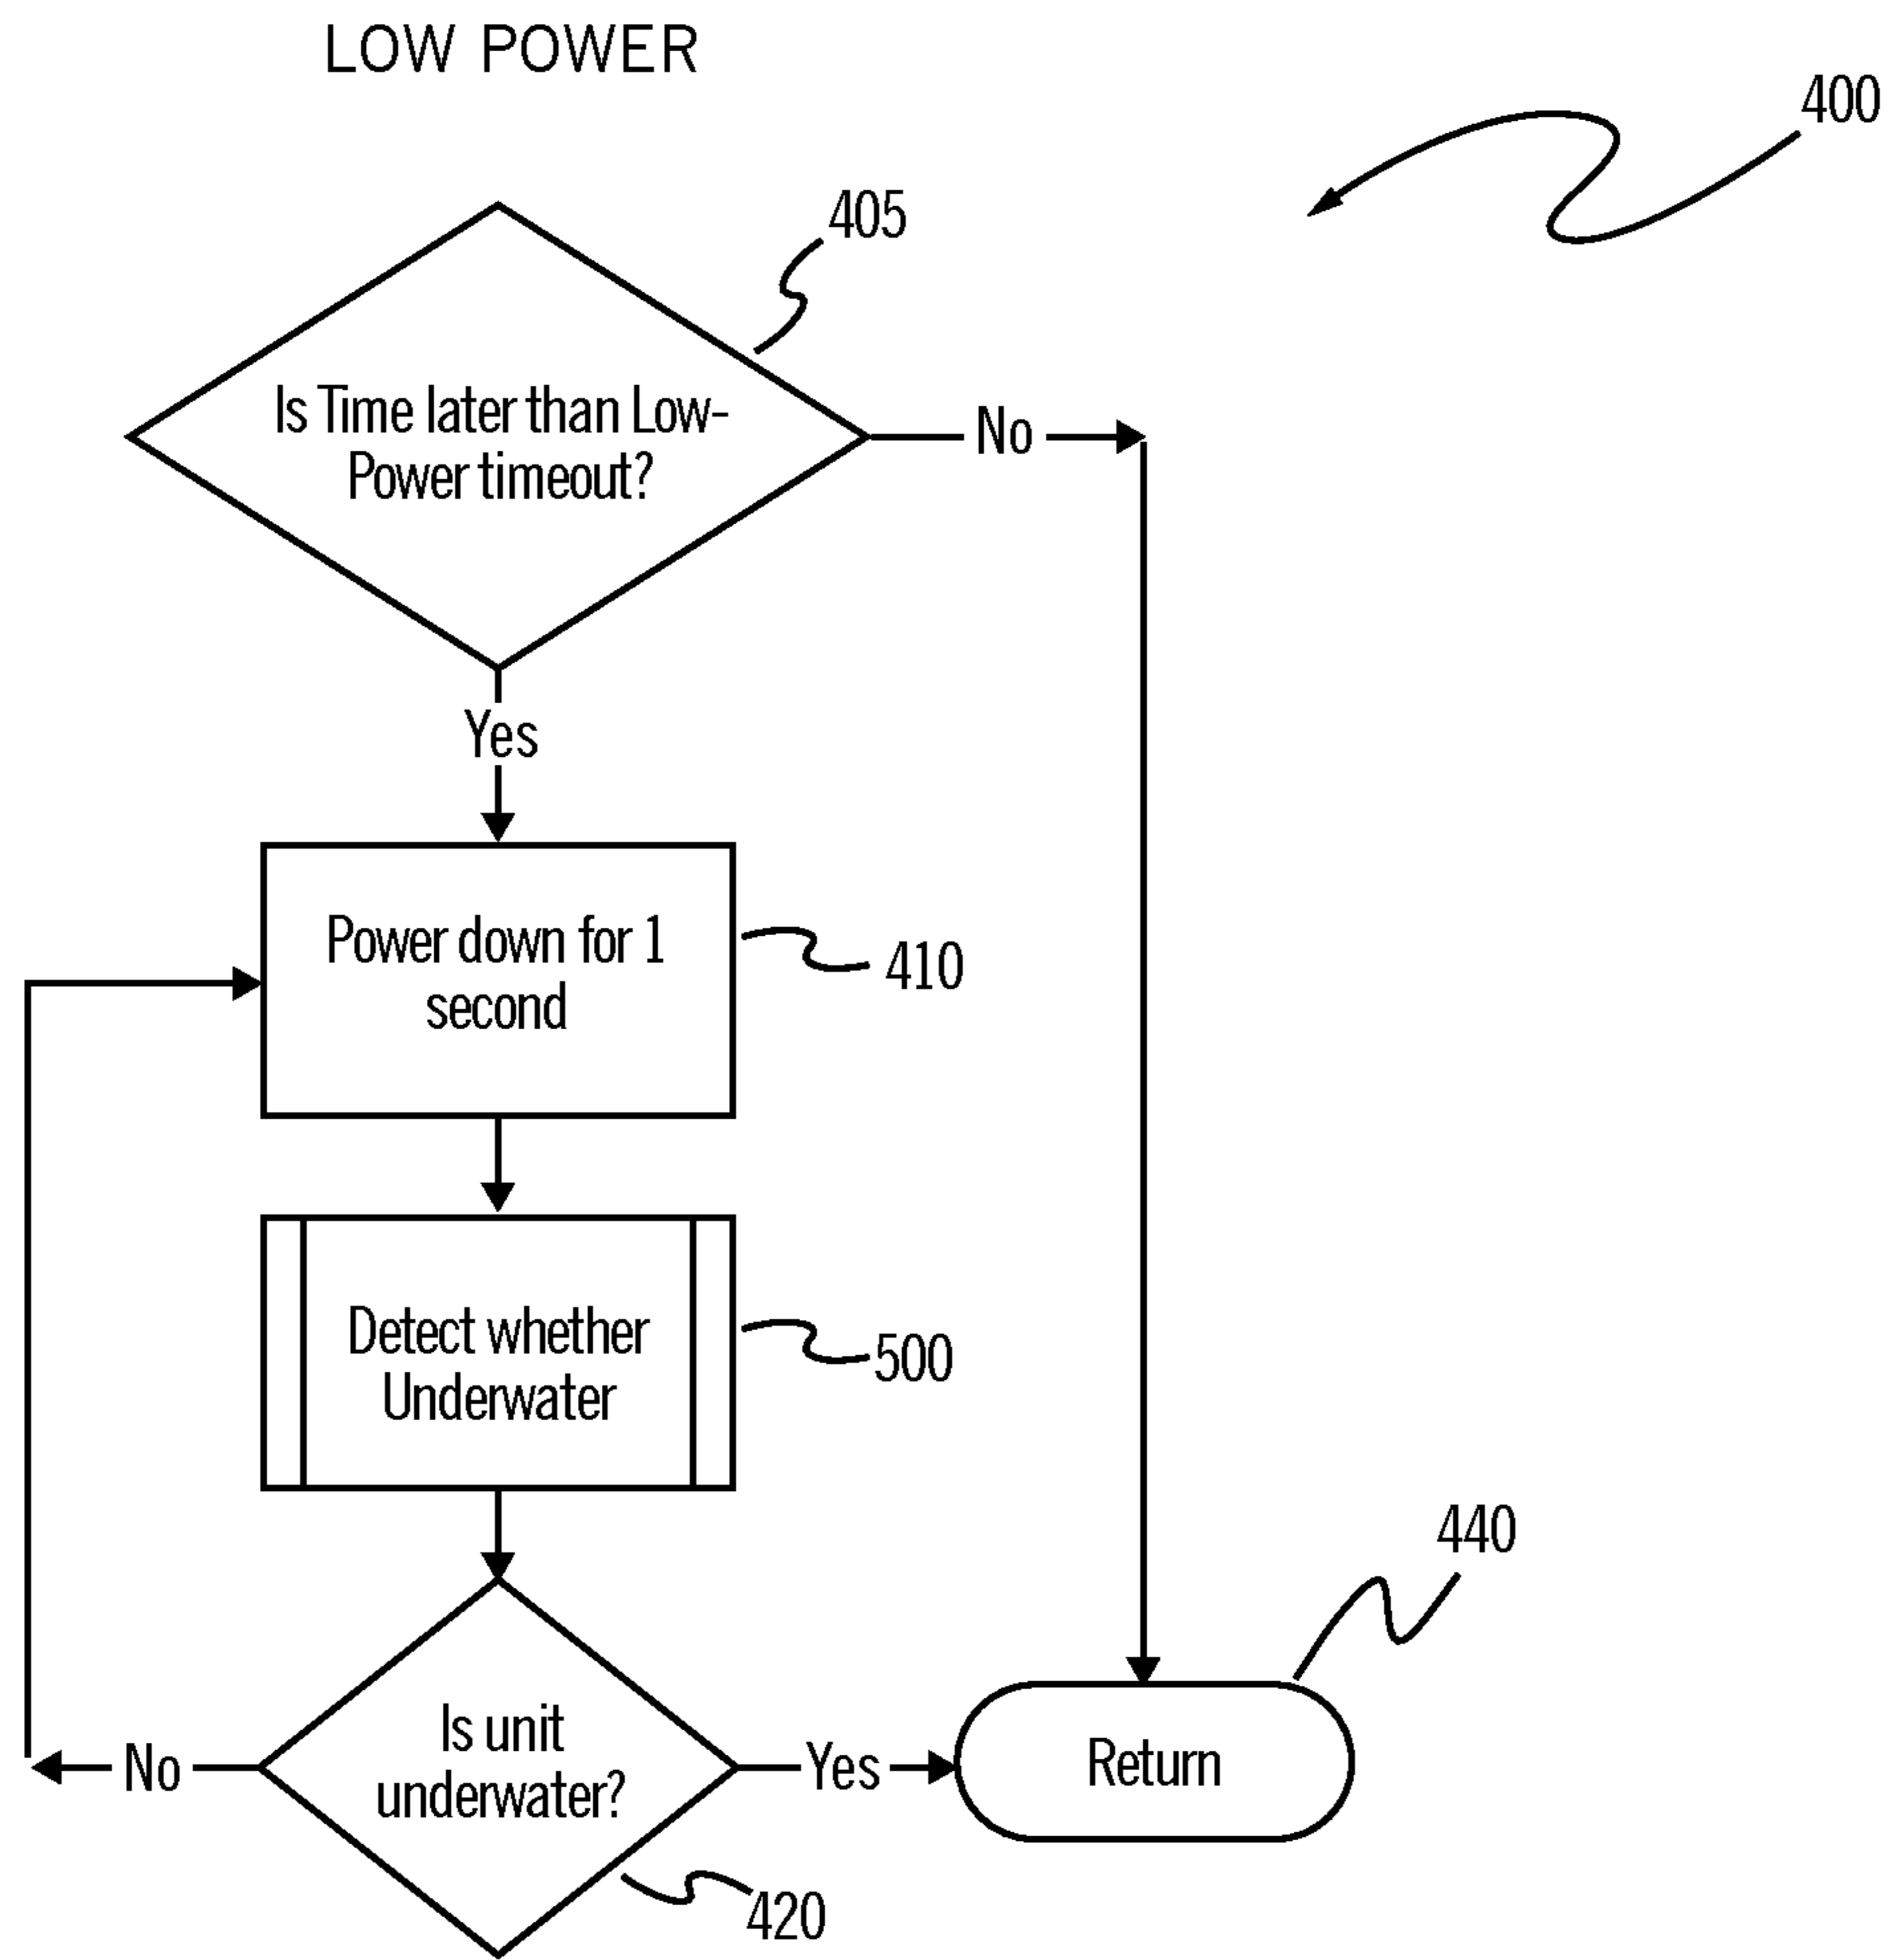 LOW POWER
400
405
Is Time later than Low-
Power timeout?
No
Yes
Power down for 1
second
410
Detect whether
Underwater
500
440
Is unit
underwater?
No
Yes
Return
420